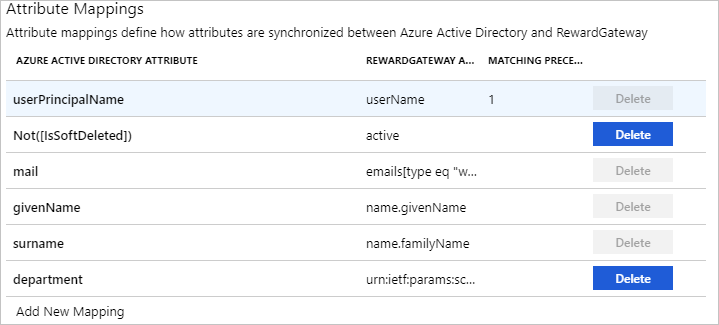 Attribute Mappings
Attribute mappings define how attributes are synchronized between Azure Active Directory and RewardGateway
AZURE ACTIVE DIRECTORY ATTRIBUTE REWARDGATEWAY A... MATCHING PRECE...
userPrincipalName userName 1 Delete
Not([IsSoftDeleted]) active Delete
mail emails[type eq "w... Delete
givenName name.givenName Delete
surname name.familyName Delete
department urn:ietf:params:sc... Delete
Add New Mapping